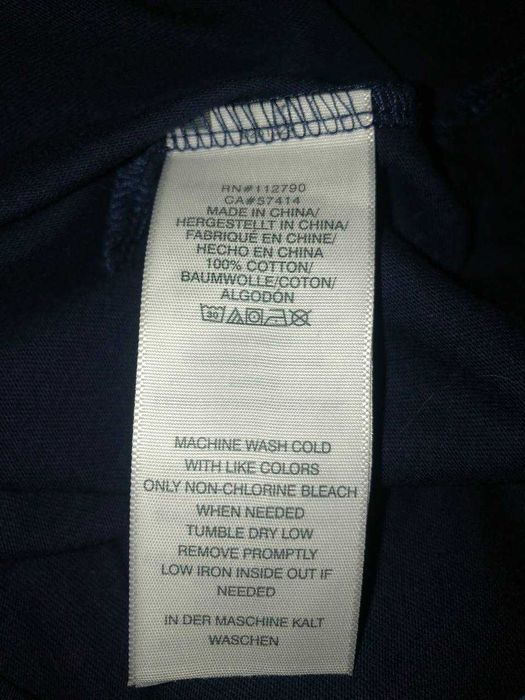 RN#112790
CA#57414
MADE IN CHINA/
HERGESTELLT IN CHINA/
FABRIQUÉ EN CHINE/
HECHO EN CHINA
100% COTTON/
BAUMWOLLE/COTON/
ALGODÓN
30
MACHINE WASH COLD
WITH LIKE COLORS
ONLY NON-CHLORINE BLEACH
WHEN NEEDED
TUMBLE DRY LOW
REMOVE PROMPTLY
LOW IRON INSIDE OUT IF
NEEDED
IN DER MASCHINE KALT
WASCHEN